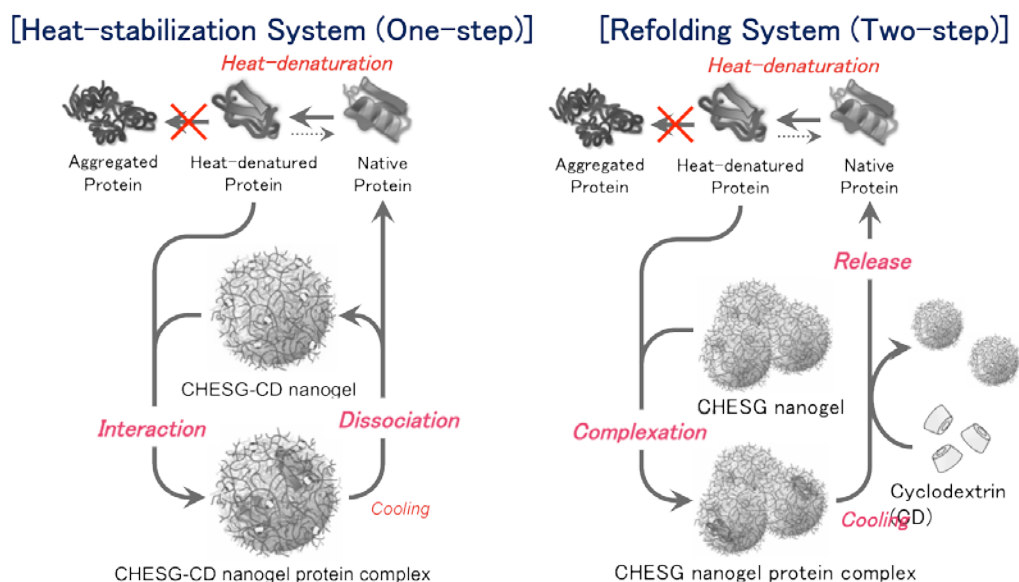 [Heat-stabilization System (One-step)]
Heat-denaturation
Aggregated
Protein
Heat-denatured
Protein
Native
Protein
CHESG-CD nanogel
Interaction
Dissociation
Cooling
CHESG-CD nanogel protein complex
[Refolding System (Two-step)]
Heat-denaturation
Aggregated
Protein
Heat-denatured
Protein
Native
Protein
Release
CHESG nanogel
Complexation
Cyclodextrin
(CD)
Cooling
CHESG nanogel protein complex